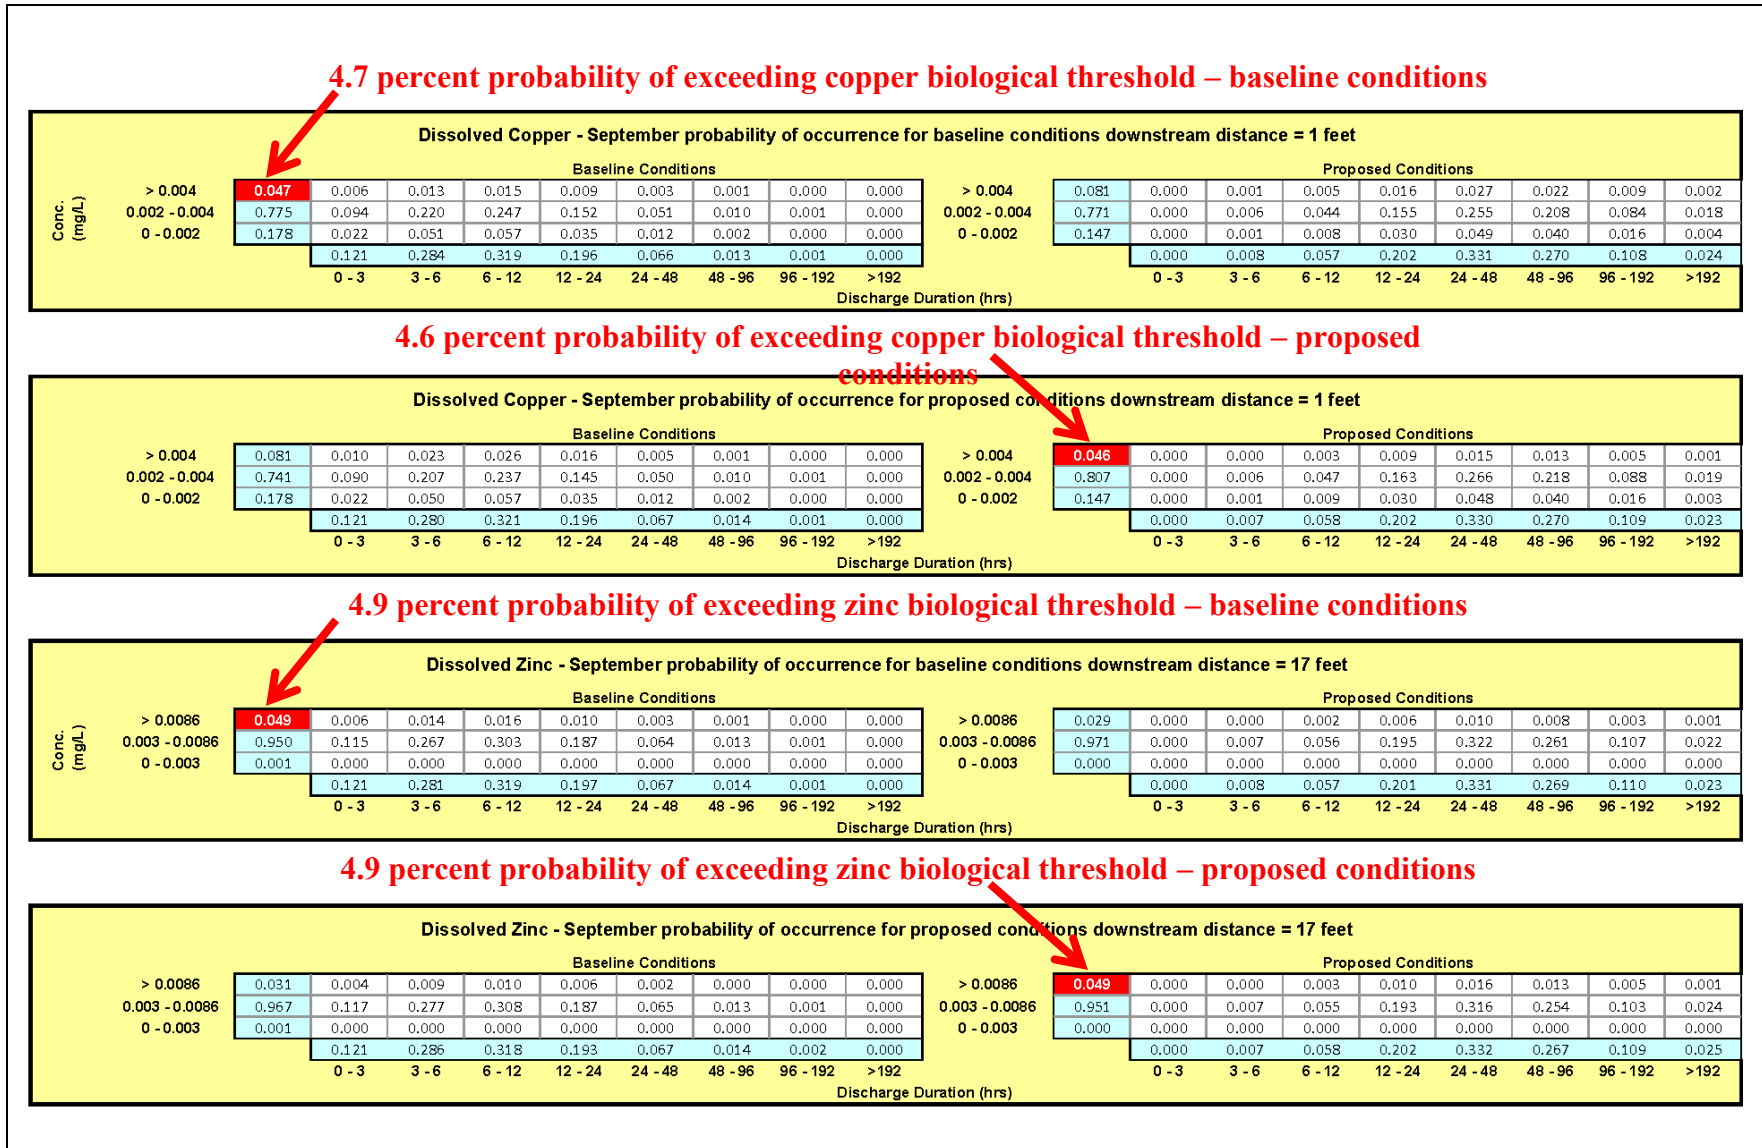 4.7 percent probability of exceeding copper biological threshold – baseline conditions
Dissolved Copper - September probability of occurrence for baseline conditions downstream distance = 1 feet
Baseline Conditions Proposed Conditions
Conc. (mg/L)
> 0.004 0.047 0.006 0.013 0.015 0.009 0.003 0.001 0.000 0.000 > 0.004 0.081 0.000 0.001 0.005 0.016 0.027 0.022 0.009 0.002
0.002 - 0.004 0.775 0.094 0.220 0.247 0.152 0.051 0.010 0.001 0.000 0.002 - 0.004 0.771 0.000 0.006 0.044 0.155 0.255 0.208 0.084 0.018
0 - 0.002 0.178 0.022 0.051 0.057 0.035 0.012 0.002 0.000 0.000 0 - 0.002 0.147 0.000 0.001 0.008 0.030 0.049 0.040 0.016 0.004
0.121 0.284 0.319 0.196 0.066 0.013 0.001 0.000 0.000 0.008 0.057 0.202 0.331 0.270 0.108 0.024
0 - 3 3 - 6 6 - 12 12 - 24 24 - 48 48 - 96 96 - 192 >192 0 - 3 3 - 6 6 - 12 12 - 24 24 - 48 48 - 96 96 - 192 >192
Discharge Duration (hrs)
4.6 percent probability of exceeding copper biological threshold – proposed
conditions
Dissolved Copper - September probability of occurrence for proposed conditions downstream distance = 1 feet
Baseline Conditions Proposed Conditions
> 0.004 0.081 0.010 0.023 0.026 0.016 0.005 0.001 0.000 0.000 > 0.004 0.046 0.000 0.000 0.003 0.009 0.015 0.013 0.005 0.001
0.002 - 0.004 0.741 0.090 0.207 0.237 0.145 0.050 0.010 0.001 0.000 0.002 - 0.004 0.807 0.000 0.006 0.047 0.163 0.266 0.218 0.088 0.019
0 - 0.002 0.178 0.022 0.050 0.057 0.035 0.012 0.002 0.000 0.000 0 - 0.002 0.147 0.000 0.001 0.009 0.030 0.048 0.040 0.016 0.003
0.121 0.280 0.321 0.196 0.067 0.014 0.001 0.000 0.000 0.007 0.058 0.202 0.330 0.270 0.109 0.023
0 - 3 3 - 6 6 - 12 12 - 24 24 - 48 48 - 96 96 - 192 >192 0 - 3 3 - 6 6 - 12 12 - 24 24 - 48 48 - 96 96 - 192 >192
Discharge Duration (hrs)
4.9 percent probability of exceeding zinc biological threshold – baseline conditions
Dissolved Zinc - September probability of occurrence for baseline conditions downstream distance = 17 feet
Baseline Conditions Proposed Conditions
Conc. (mg/L)
> 0.0086 0.049 0.006 0.014 0.016 0.010 0.003 0.001 0.000 0.000 > 0.0086 0.029 0.000 0.000 0.002 0.006 0.010 0.008 0.003 0.001
0.003 - 0.0086 0.950 0.115 0.267 0.303 0.187 0.064 0.013 0.001 0.000 0.003 - 0.0086 0.971 0.000 0.007 0.056 0.195 0.322 0.261 0.107 0.022
0 - 0.003 0.001 0.000 0.000 0.000 0.000 0.000 0.000 0.000 0.000 0 - 0.003 0.000 0.000 0.000 0.000 0.000 0.000 0.000 0.000 0.000
0.121 0.281 0.319 0.197 0.067 0.014 0.001 0.000 0.000 0.008 0.057 0.201 0.331 0.269 0.110 0.023
0 - 3 3 - 6 6 - 12 12 - 24 24 - 48 48 - 96 96 - 192 >192 0 - 3 3 - 6 6 - 12 12 - 24 24 - 48 48 - 96 96 - 192 >192
Discharge Duration (hrs)
4.9 percent probability of exceeding zinc biological threshold – proposed conditions
Dissolved Zinc - September probability of occurrence for proposed conditions downstream distance = 17 feet
Baseline Conditions Proposed Conditions
> 0.0086 0.031 0.004 0.009 0.010 0.006 0.002 0.000 0.000 0.000 > 0.0086 0.049 0.000 0.000 0.003 0.010 0.016 0.013 0.005 0.001
0.003 - 0.0086 0.967 0.117 0.277 0.308 0.187 0.065 0.013 0.001 0.000 0.003 - 0.0086 0.951 0.000 0.007 0.055 0.193 0.316 0.254 0.103 0.024
0 - 0.003 0.001 0.000 0.000 0.000 0.000 0.000 0.000 0.000 0.000 0 - 0.003 0.000 0.000 0.000 0.000 0.000 0.000 0.000 0.000 0.000
0.121 0.286 0.318 0.193 0.067 0.014 0.002 0.000 0.000 0.007 0.058 0.202 0.332 0.267 0.109 0.025
0 - 3 3 - 6 6 - 12 12 - 24 24 - 48 48 - 96 96 - 192 >192 0 - 3 3 - 6 6 - 12 12 - 24 24 - 48 48 - 96 96 - 192 >192
Discharge Duration (hrs)